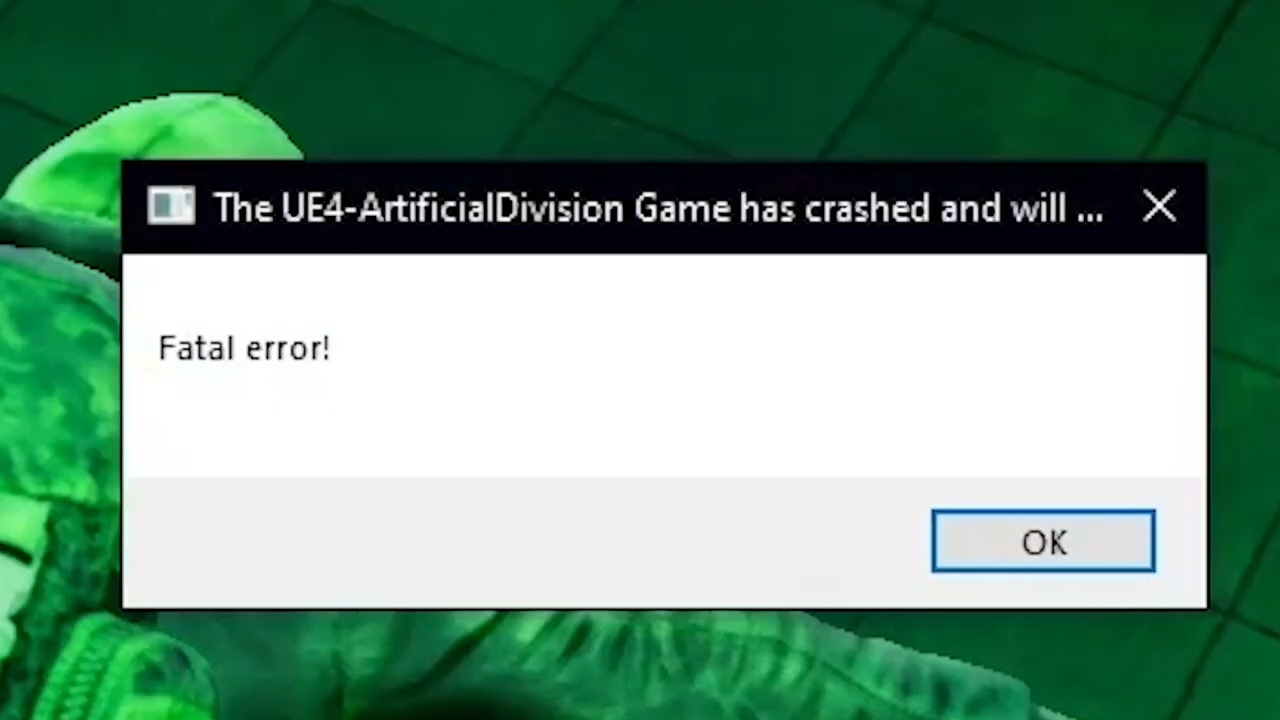 The UE4-ArtificialDivision Game has crashed and will ...
Fatal error!
OK